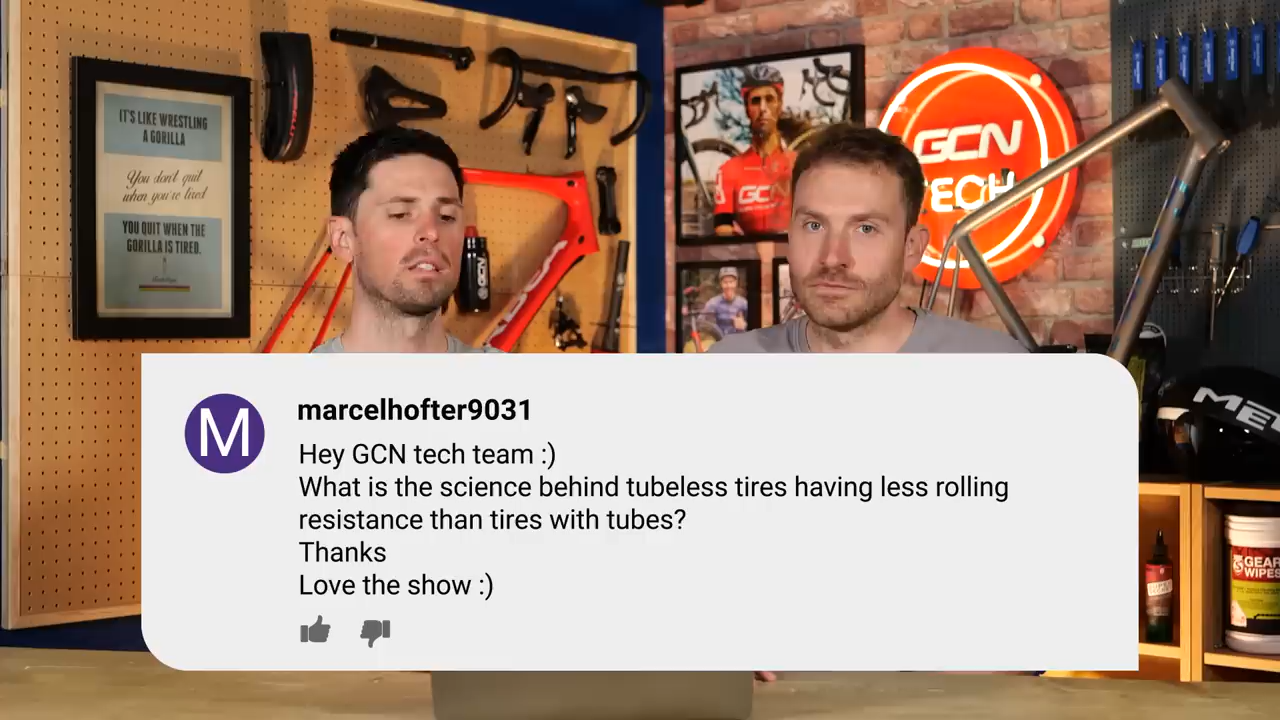 IT'S LIKE WRESTLING
A GORILLA
You don't quit
when you're tired
YOU QUIT WHEN THE
GORILLA IS TIRED.
GCN
GCN
TECH
GCN
MET
GEAR
WIPES
marcelhofter9031
M
Hey GCN tech team :)
What is the science behind tubeless tires having less rolling
resistance than tires with tubes?
Thanks
Love the show :)